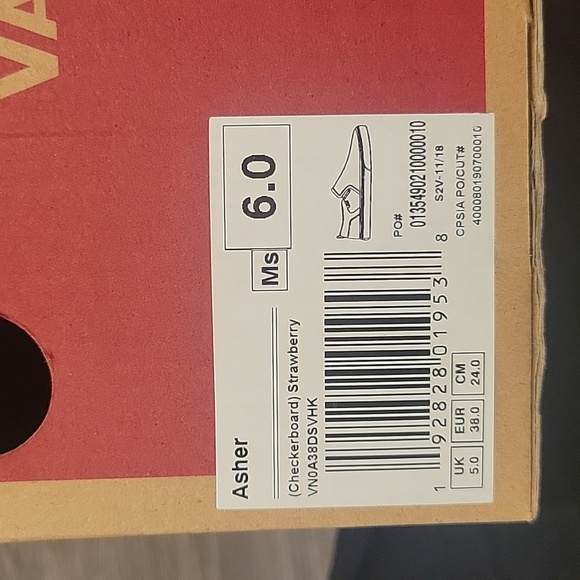 VA
Asher
(Checkerboard) Strawberry
VN0A38DSVHK
Ms
6.0
1 92828 01953 8
PO#
0135490210000010
S2V-11/18
CPSIA PO/CUT#
400080190700010
UK EUR CM
5.0 38.0 24.0